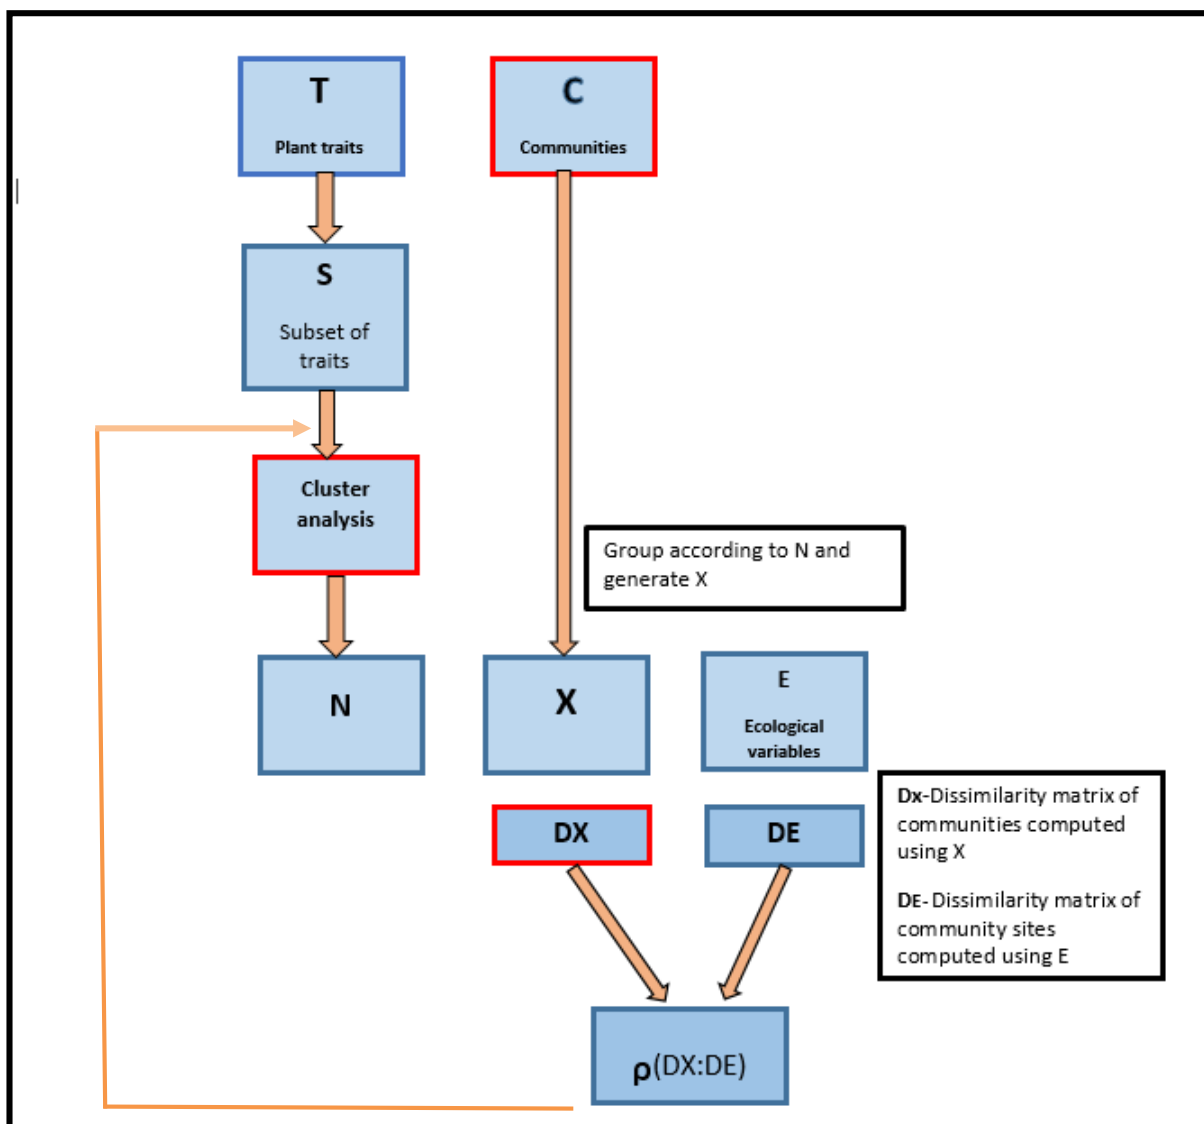 T
Plant traits
C
Communities
S
Subset of
traits
Cluster
analysis
Group according to N and
generate X
N
X
E
Ecological
variables
DX
DE
Dx-Dissimilarity matrix of
communities computed
using X
DE- Dissimilarity matrix of
community sites
computed using E
ρ(DX:DE)